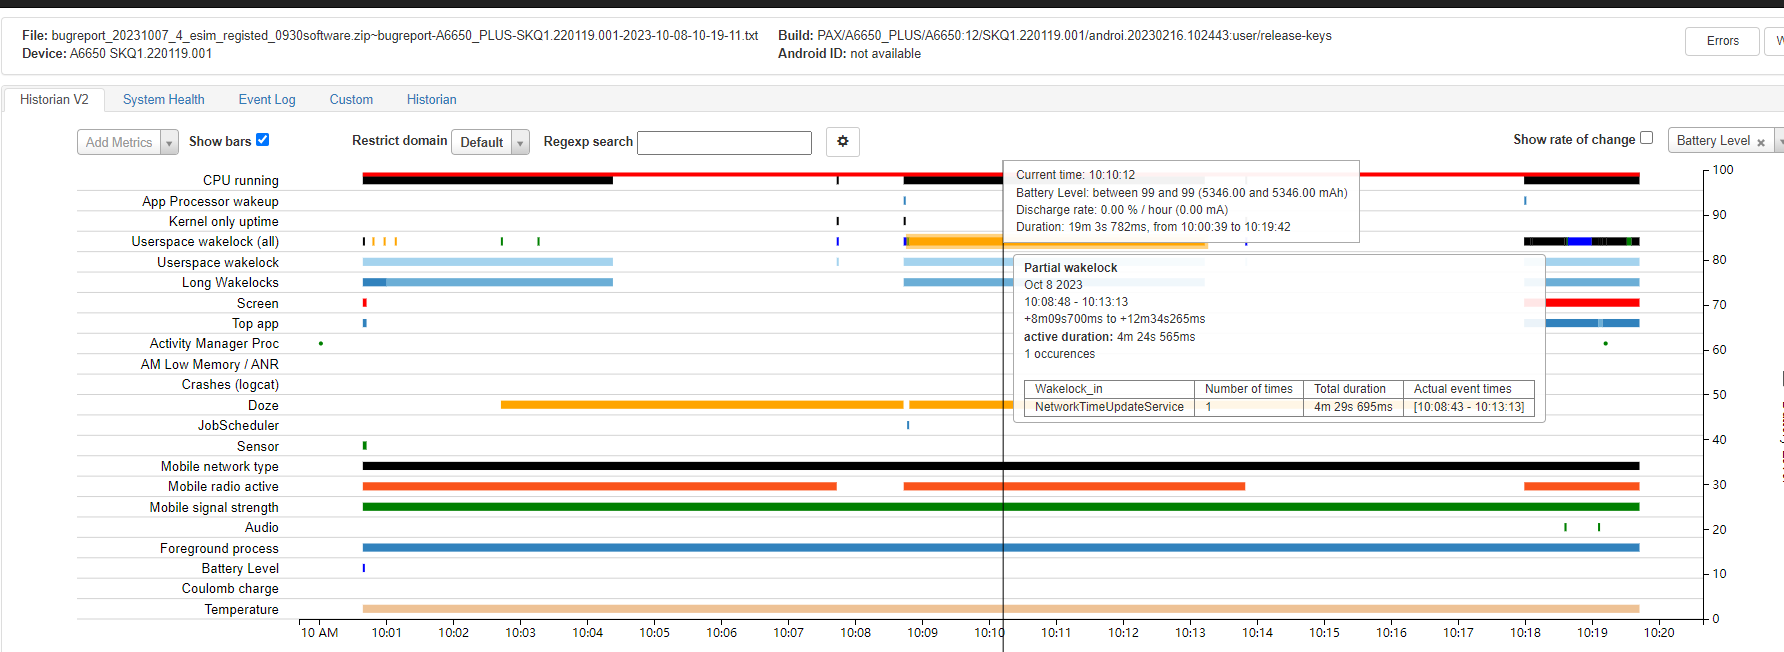 File: bugreport_20231007_4_esim_registed_0930software.zip~bugreport-A6650_PLUS-SKQ1.220119.001-2023-10-08-10-19-11.txt
Device: A6650 SKQ1.220119.001
Build: PAX/A6650_PLUS/A6650:12/SKQ1.220119.001/androi.20230216.102443:user/release-keys
Android ID: not available
Errors
Historian V2 System Health Event Log Custom Historian
Add Metrics Show bars Restrict domain Default Regexp search Show rate of change Battery Level ×
CPU running
App Processor wakeup
Kernel only uptime
Userspace wakelock (all)
Userspace wakelock
Long Wakelocks
Screen
Top app
Activity Manager Proc
AM Low Memory / ANR
Crashes (logcat)
Doze
JobScheduler
Sensor
Mobile network type
Mobile radio active
Mobile signal strength
Audio
Foreground process
Battery Level
Coulomb charge
Temperature
Current time: 10:10:12
Battery Level: between 99 and 99 (5346.00 and 5346.00 mAh)
Discharge rate: 0.00 % / hour (0.00 mA)
Duration: 19m 3s 782ms, from 10:00:39 to 10:19:42
Partial wakelock
Oct 8 2023
10:08:48 - 10:13:13
+8m09s700ms to +12m34s265ms
active duration: 4m 24s 565ms
1 occurences
Wakelock_in Number of times Total duration Actual event times
NetworkTimeUpdateService 1 4m 29s 695ms [10:08:43 - 10:13:13]
100
90
80
70
60
50
40
30
20
10
0
10 AM 10:01 10:02 10:03 10:04 10:05 10:06 10:07 10:08 10:09 10:10 10:11 10:12 10:13 10:14 10:15 10:16 10:17 10:18 10:19 10:20